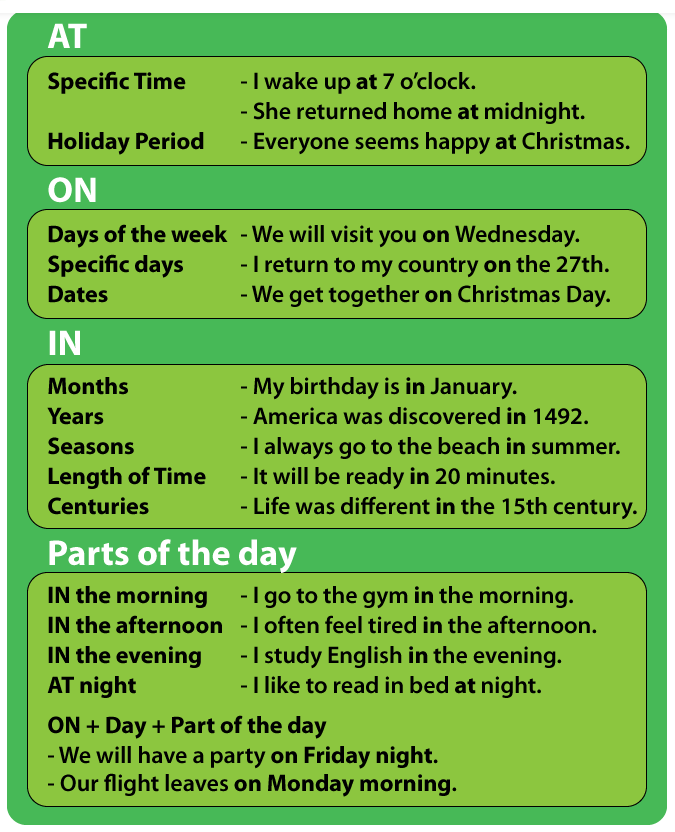 AT
Specific Time - I wake up at 7 o’clock.
- She returned home at midnight.
Holiday Period - Everyone seems happy at Christmas.
ON
Days of the week - We will visit you on Wednesday.
Specific days - I return to my country on the 27th.
Dates - We get together on Christmas Day.
IN
Months - My birthday is in January.
Years - America was discovered in 1492.
Seasons - I always go to the beach in summer.
Length of Time - It will be ready in 20 minutes.
Centuries - Life was different in the 15th century.
Parts of the day
IN the morning - I go to the gym in the morning.
IN the afternoon - I often feel tired in the afternoon.
IN the evening - I study English in the evening.
AT night - I like to read in bed at night.
ON + Day + Part of the day
- We will have a party on Friday night.
- Our flight leaves on Monday morning.